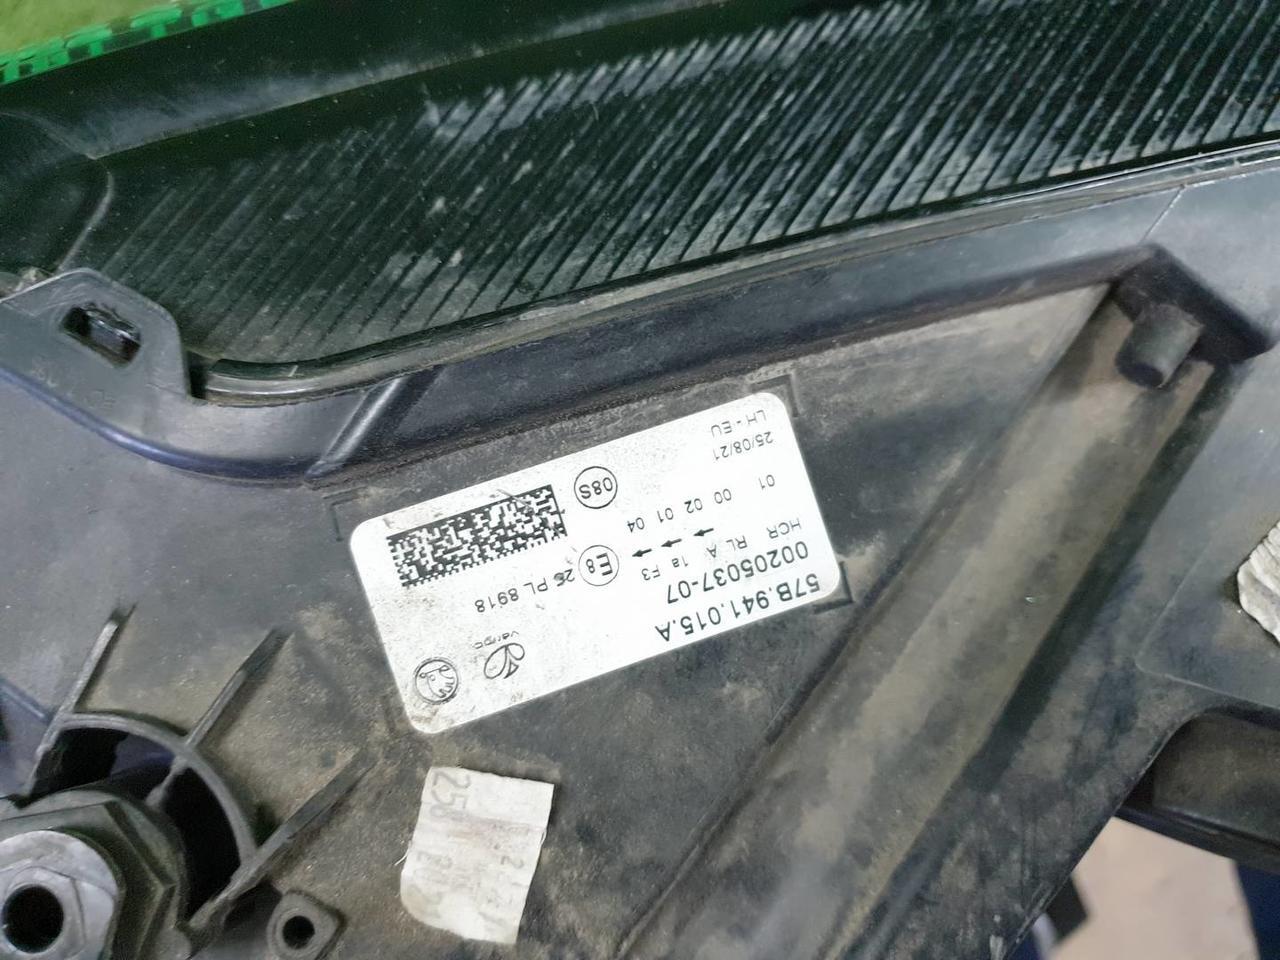 57B.941.015.A
00205037-07
HCR RL A 1a F3
01 00 02 01 04
25/08/21
LH - EU
E8
26 PL 8918
08S
varroc